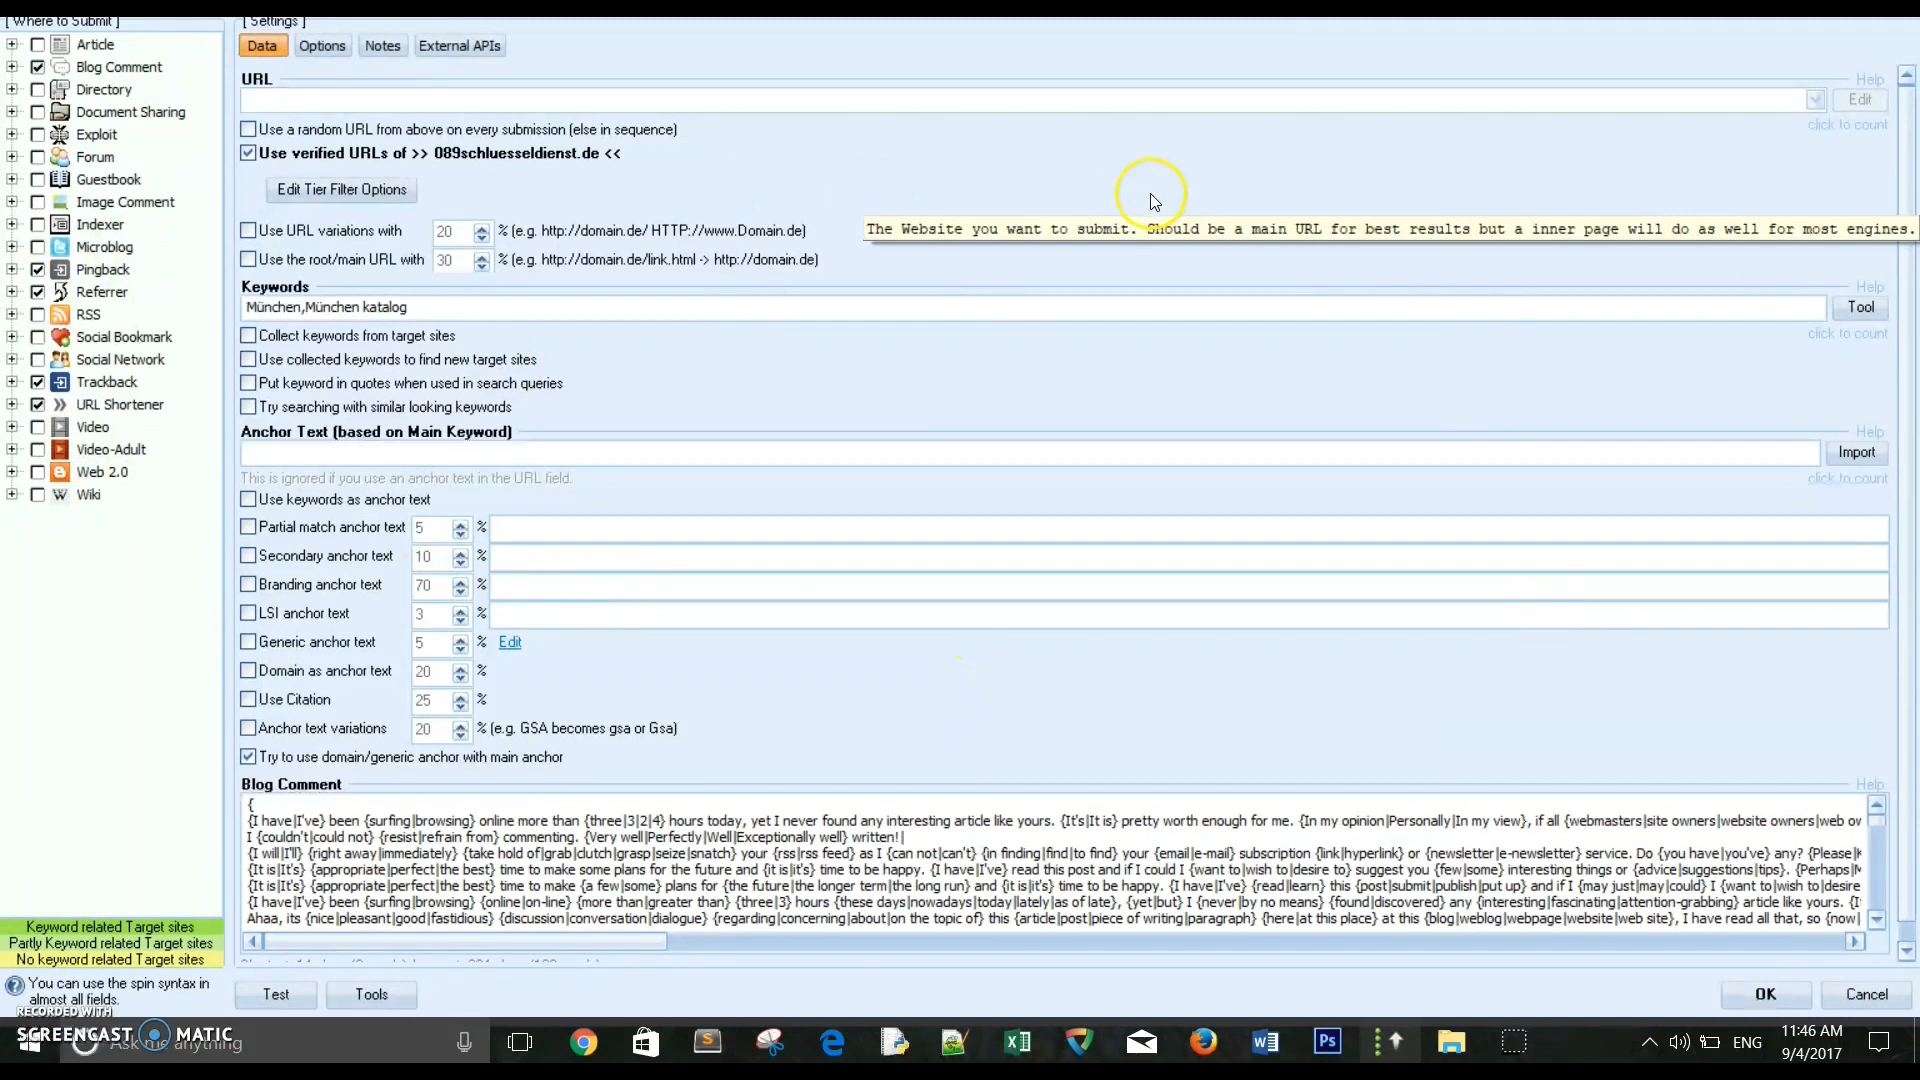 [ Where to Submit ]
Article
Blog Comment
Directory
Document Sharing
Exploit
Forum
Guestbook
Image Comment
Indexer
Microblog
Pingback
Referrer
RSS
Social Bookmark
Social Network
Trackback
URL Shortener
Video
Video-Adult
Web 2.0
Wiki
Keyword related Target sites
Partly Keyword related Target sites
No keyword related Target sites
You can use the spin syntax in
almost all fields.
[ Settings ]
Data Options Notes External APIs
URL Help
Edit
Use a random URL from above on every submission (else in sequence) click to count
Use verified URLs of >> 089schluesseldienst.de <<
Edit Tier Filter Options
The Website you want to submit. Should be a main URL for best results but a inner page will do as well for most engines.
Use URL variations with 20 % (e.g. http://domain.de/ HTTP://www.Domain.de)
Use the root/main URL with 30 % (e.g. http://domain.de/link.html -> http://domain.de)
Keywords Help
München,München katalog Tool
Collect keywords from target sites click to count
Use collected keywords to find new target sites
Put keyword in quotes when used in search queries
Try searching with similar looking keywords
Anchor Text (based on Main Keyword) Help
Import
This is ignored if you use an anchor text in the URL field. click to count
Use keywords as anchor text
Partial match anchor text 5 %
Secondary anchor text 10 %
Branding anchor text 70 %
LSI anchor text 3 %
Generic anchor text 5 % Edit
Domain as anchor text 20 %
Use Citation 25 %
Anchor text variations 20 % (e.g. GSA becomes gsa or Gsa)
Try to use domain/generic anchor with main anchor
Blog Comment Help
{
{I have|I've} been {surfing|browsing} online more than {three|3|2|4} hours today, yet I never found any interesting article like yours. {It's|It is} pretty worth enough for me. {In my opinion|Personally|In my view}, if all {webmasters|site owners|website owners|web ow
I {couldn't|could not} {resist|refrain from} commenting. {Very well|Perfectly|Well|Exceptionally well} written!|
{I will|I'll} {right away|immediately} {take hold of|grab|clutch|grasp|seize|snatch} your {rss|rss feed} as I {can not|can't} {in finding|find|to find} your {email|e-mail} subscription {link|hyperlink} or {newsletter|e-newsletter} service. Do {you have|you've} any? {Please|
{It is|It's} {appropriate|perfect|the best} time to make some plans for the future and {it is|it's} time to be happy. {I have|I've} read this post and if I could I {want to|wish to|desire to} suggest you {few|some} interesting things or {advice|suggestions|tips}. {Perhaps|
{It is|It's} {appropriate|perfect|the best} time to make {a few|some} plans for {the future|the longer term|the long run} and {it is|it's} time to be happy. {I have|I've} {read|learn} this {post|submit|publish|put up} and if I {may just|may|could} I {want to|wish to|desire
{I have|I've} been {surfing|browsing} {online|on-line} {more than|greater than} {three|3} hours {these days|nowadays|today|lately|as of late}, {yet|but} I {never|by no means} {found|discovered} any {interesting|fascinating|attention-grabbing} article like yours.
Ahaa, its {nice|pleasant|good|fastidious} {discussion|conversation|dialogue} {regarding|concerning|about|on the topic of} this {article|post|piece of writing|paragraph} {here|at this place} at this {blog|weblog|webpage|website|web site}, I have read all that, so {now|
Test Tools OK Cancel
RECORDED WITH
SCREENCAST MATIC
Ask me anything
ENG
11:46 AM
9/4/2017